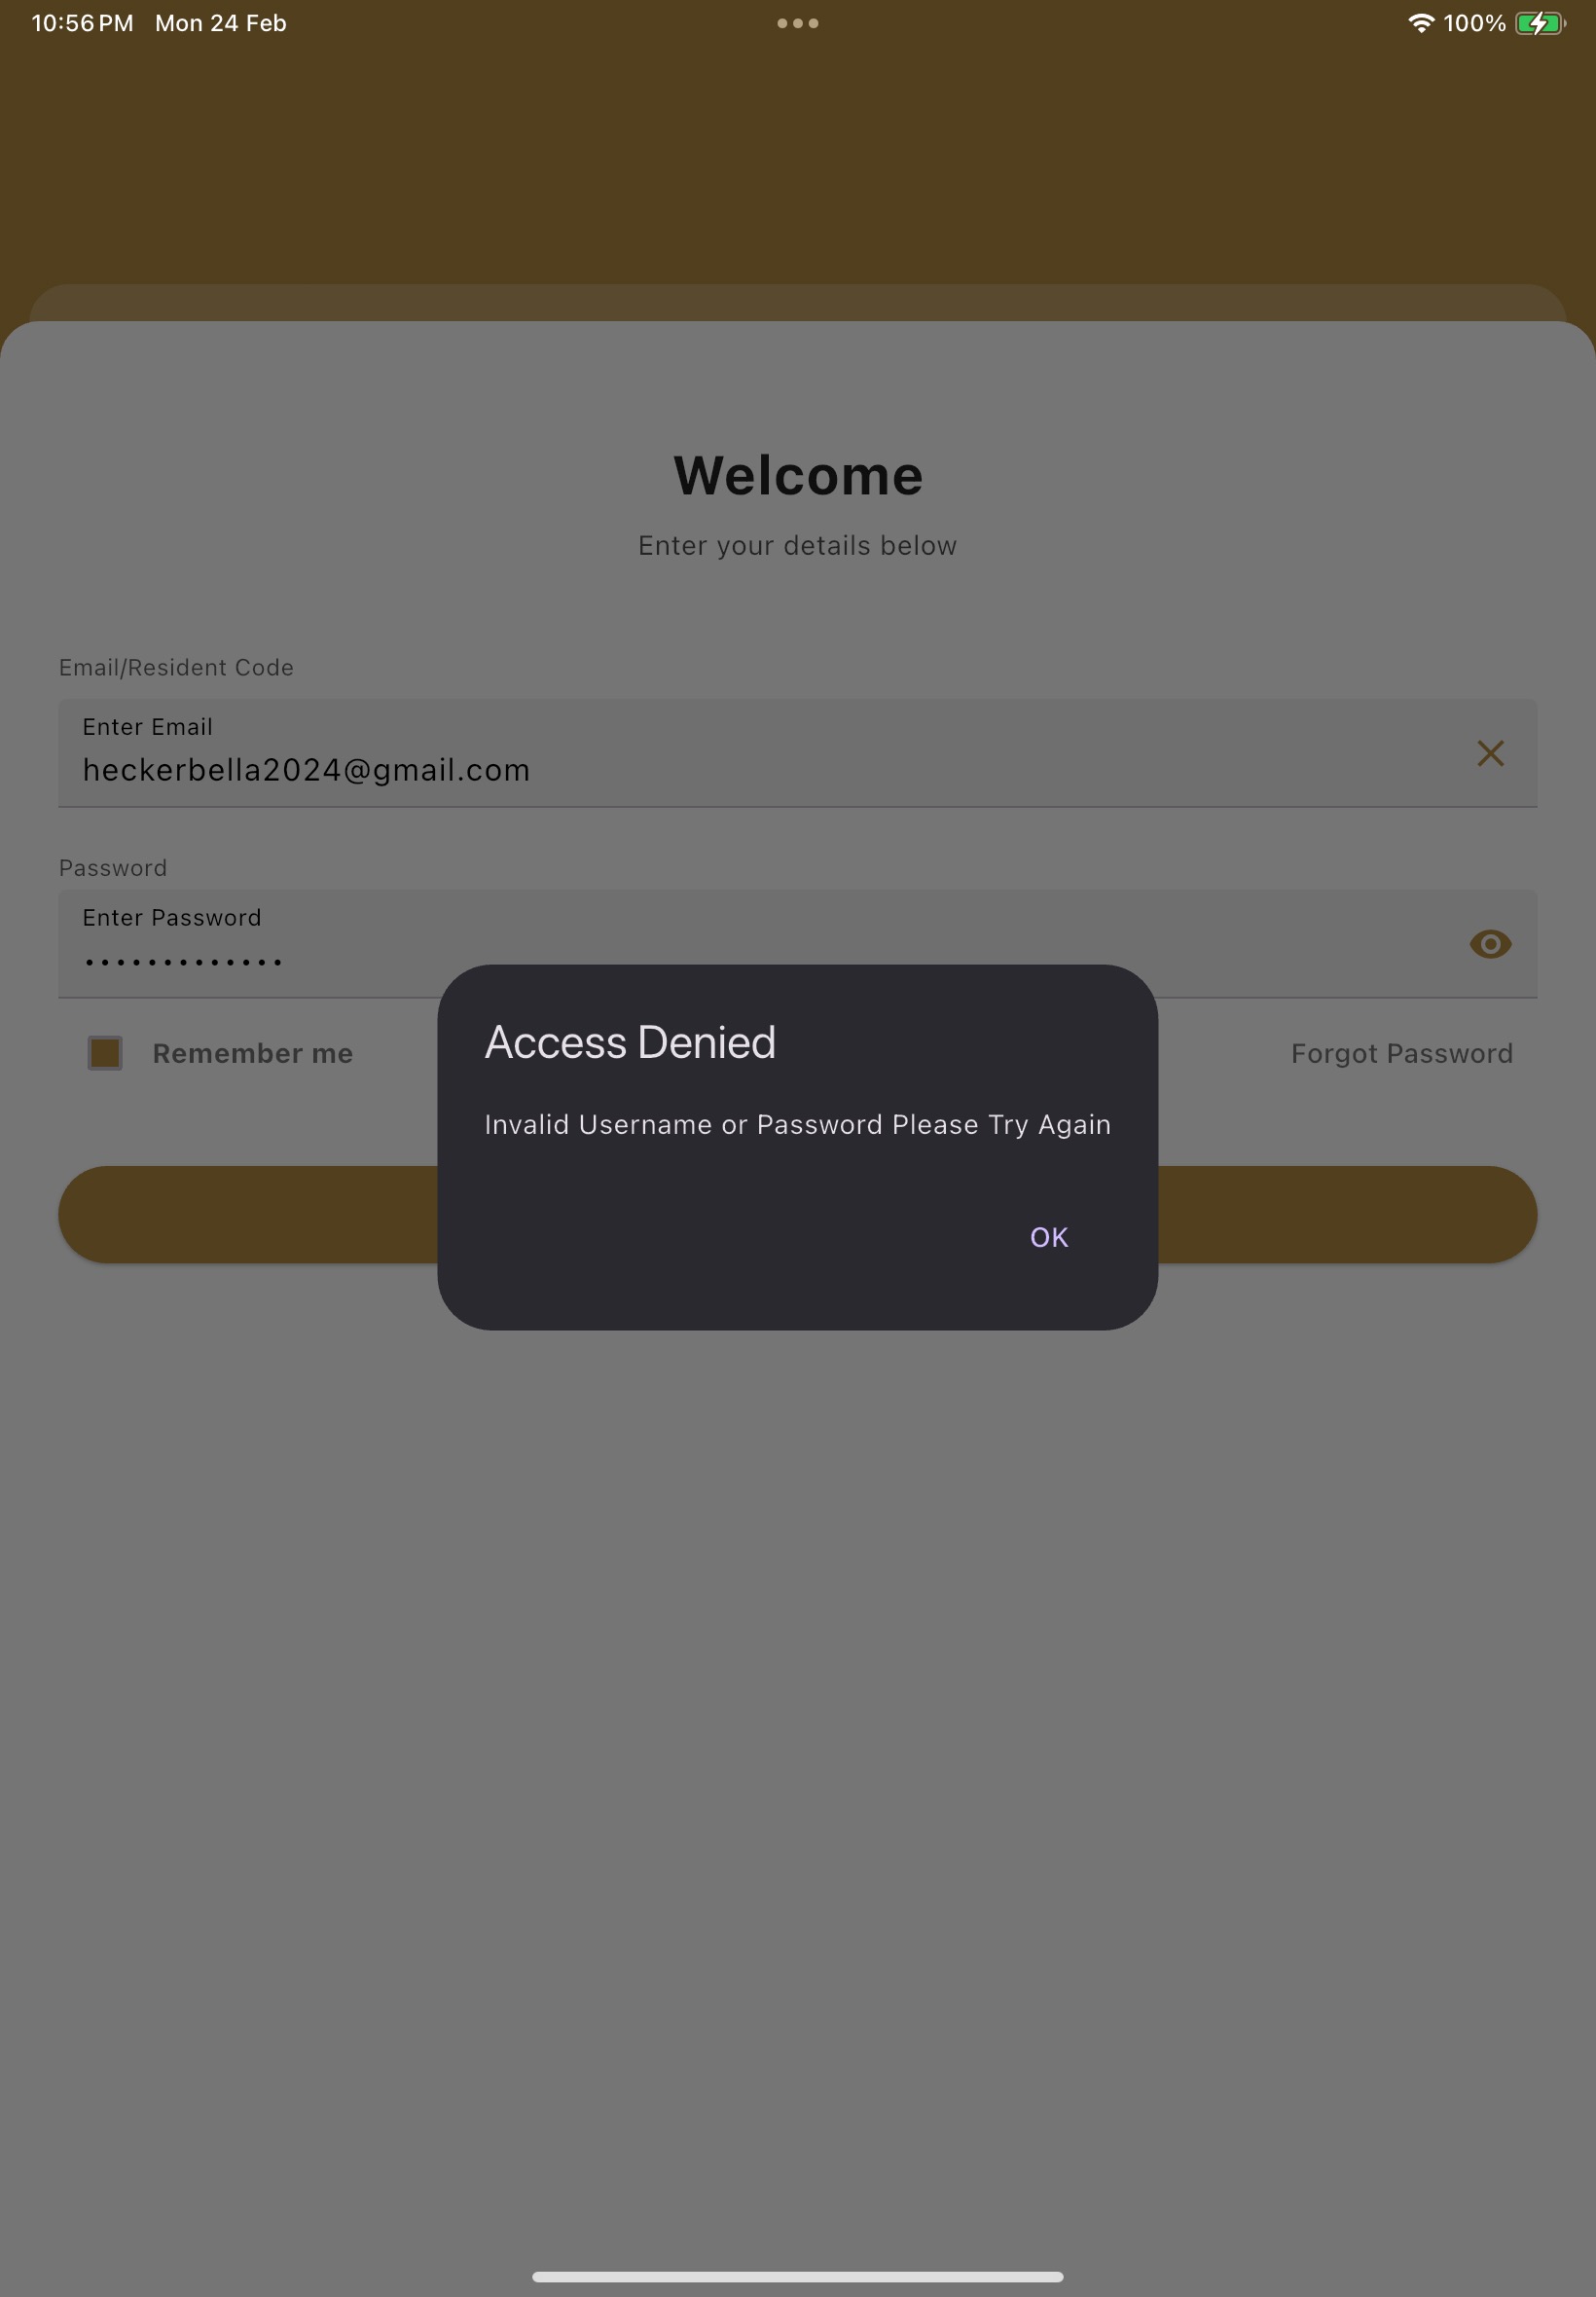 10:56 PM Mon 24 Feb
100%
Welcome
Enter your details below
Email/Resident Code
Enter Email
heckerbella2024@gmail.com
Password
Enter Password
•••••••••••••
Access Denied
Remember me
Forgot Password
Invalid Username or Password Please Try Again
OK